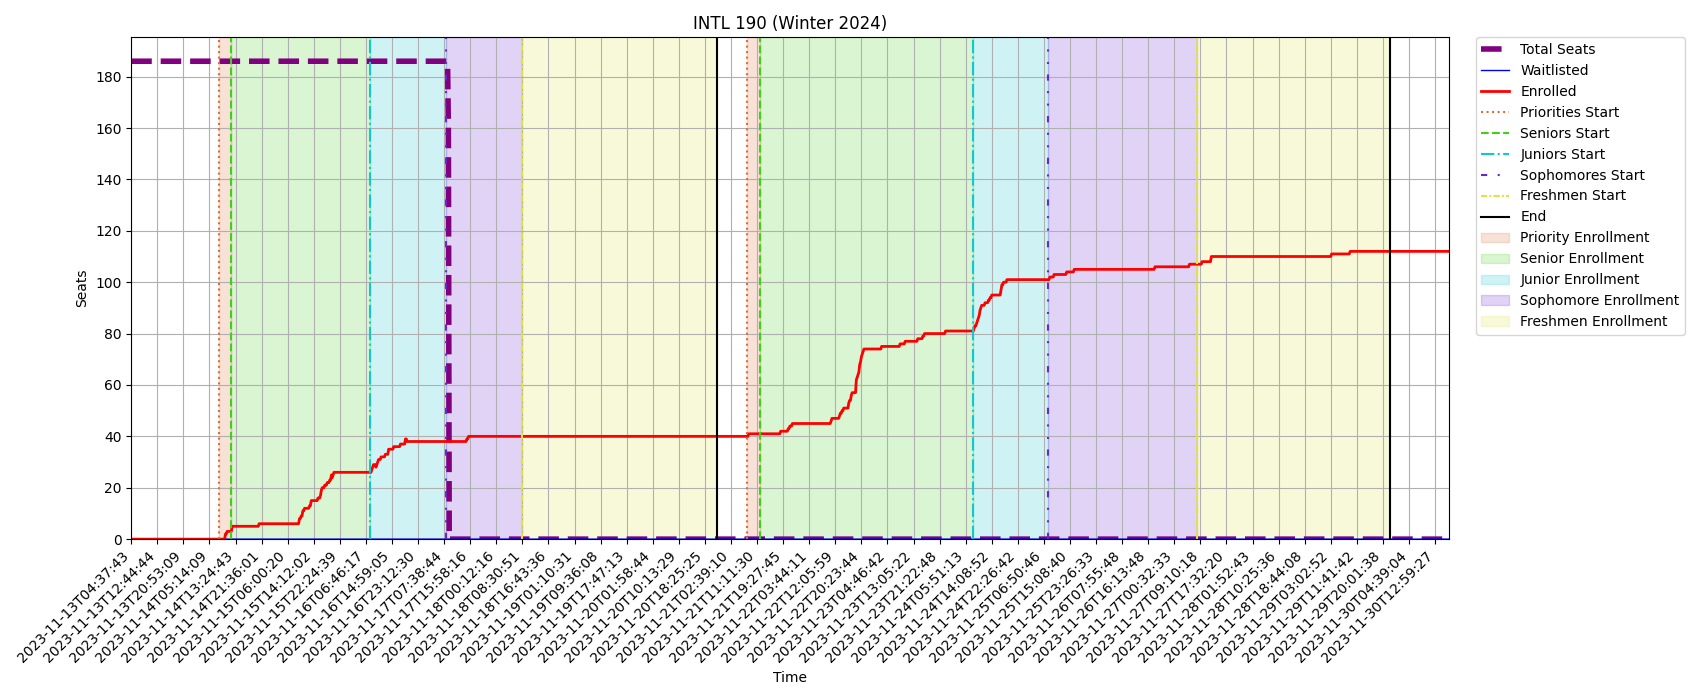 INTL 190 (Winter 2024)
Seats
180
160
140
120
100
80
60
40
20
0
2023-11-13T04:37:43
2023-11-13T12:44:44
2023-11-13T20:53:09
2023-11-14T05:14:09
2023-11-14T13:24:43
2023-11-14T21:36:01
2023-11-15T06:00:20
2023-11-15T14:12:02
2023-11-15T22:24:39
2023-11-16T06:46:17
2023-11-16T14:59:05
2023-11-16T23:12:30
2023-11-17T07:38:44
2023-11-17T15:58:16
2023-11-18T00:12:16
2023-11-18T08:30:51
2023-11-18T16:43:36
2023-11-19T01:10:31
2023-11-19T09:36:08
2023-11-19T17:47:13
2023-11-20T01:58:44
2023-11-20T10:13:29
2023-11-20T18:25:25
2023-11-21T02:39:10
2023-11-21T11:11:30
2023-11-21T19:27:45
2023-11-22T03:44:11
2023-11-22T12:05:59
2023-11-22T20:23:44
2023-11-23T04:46:42
2023-11-23T13:05:22
2023-11-23T21:22:48
2023-11-24T05:51:13
2023-11-24T14:08:52
2023-11-24T22:26:42
2023-11-25T06:50:46
2023-11-25T15:08:40
2023-11-25T23:26:33
2023-11-26T07:55:48
2023-11-26T16:13:48
2023-11-27T00:32:33
2023-11-27T09:10:18
2023-11-27T17:32:20
2023-11-28T01:52:43
2023-11-28T10:25:36
2023-11-28T18:44:08
2023-11-29T03:02:52
2023-11-29T11:41:42
2023-11-29T20:01:38
2023-11-30T04:39:04
2023-11-30T12:59:27
Time
Total Seats
Waitlisted
Enrolled
Priorities Start
Seniors Start
Juniors Start
Sophomores Start
Freshmen Start
End
Priority Enrollment
Senior Enrollment
Junior Enrollment
Sophomore Enrollment
Freshmen Enrollment